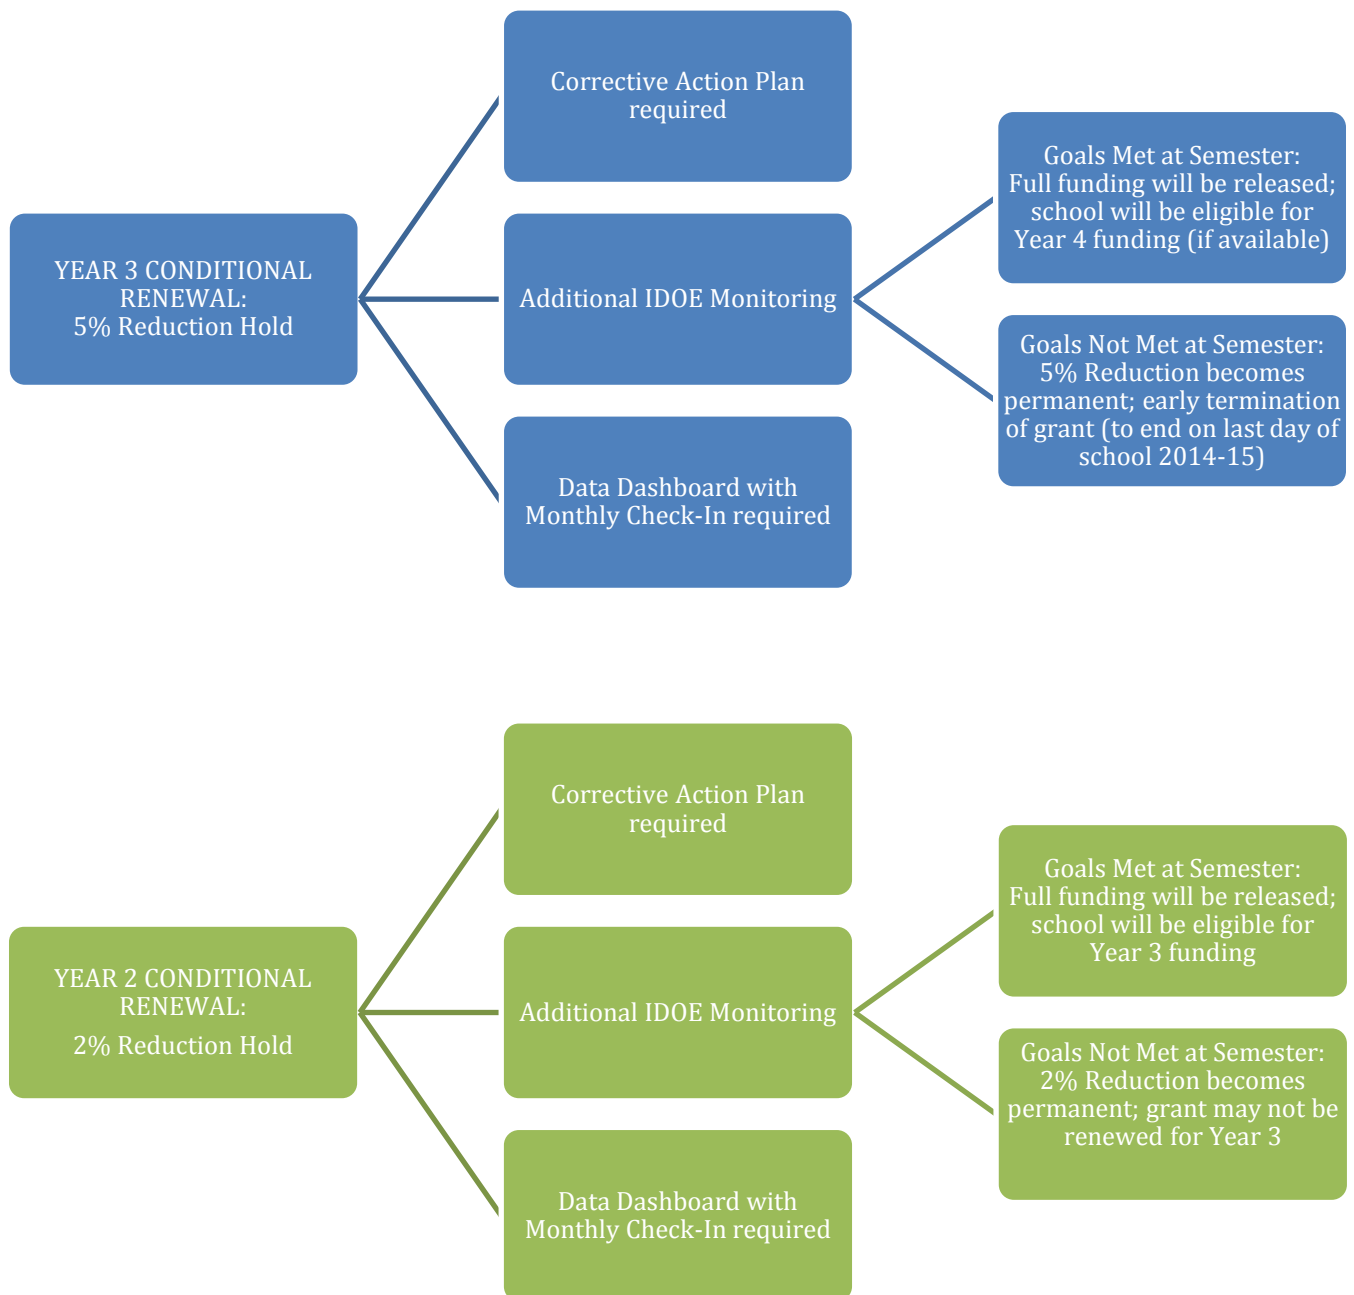 Corrective Action Plan
required
YEAR 3 CONDITIONAL
RENEWAL:
5% Reduction Hold
Additional IDOE Monitoring
Data Dashboard with
Monthly Check-In required
Goals Met at Semester:
Full funding will be released;
school will be eligible for
Year 4 funding (if available)
Goals Not Met at Semester:
5% Reduction becomes
permanent; early termination
of grant (to end on last day of
school 2014-15)
Corrective Action Plan
required
YEAR 2 CONDITIONAL
RENEWAL:
2% Reduction Hold
Additional IDOE Monitoring
Data Dashboard with
Monthly Check-In required
Goals Met at Semester:
Full funding will be released;
school will be eligible for
Year 3 funding
Goals Not Met at Semester:
2% Reduction becomes
permanent; grant may not be
renewed for Year 3